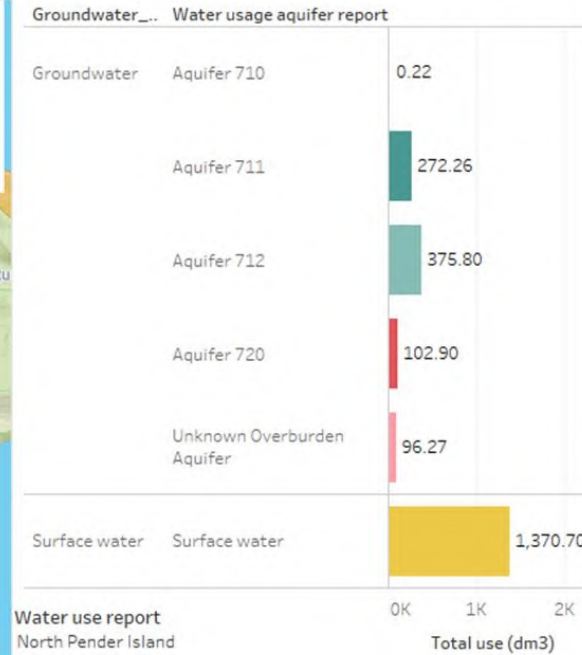 Groundwater_.. Water usage aquifer report
Groundwater Aquifer 710 0.22
Aquifer 711 272.26
Aquifer 712 375.80
Aquifer 720 102.90
Unknown Overburden
Aquifer 96.27
Surface water Surface water 1,370.70
0K 1K 2K
Water use report
North Pender Island
Total use (dm3)